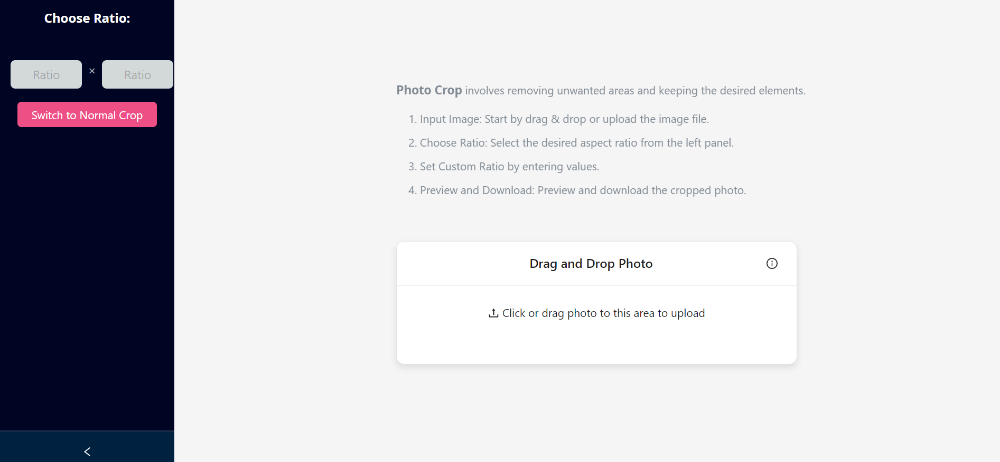 Choose Ratio:
Ratio × Ratio
Switch to Normal Crop
Photo Crop involves removing unwanted areas and keeping the desired elements.
1. Input Image: Start by drag & drop or upload the image file.
2. Choose Ratio: Select the desired aspect ratio from the left panel.
3. Set Custom Ratio by entering values.
4. Preview and Download: Preview and download the cropped photo.
Drag and Drop Photo
Click or drag photo to this area to upload